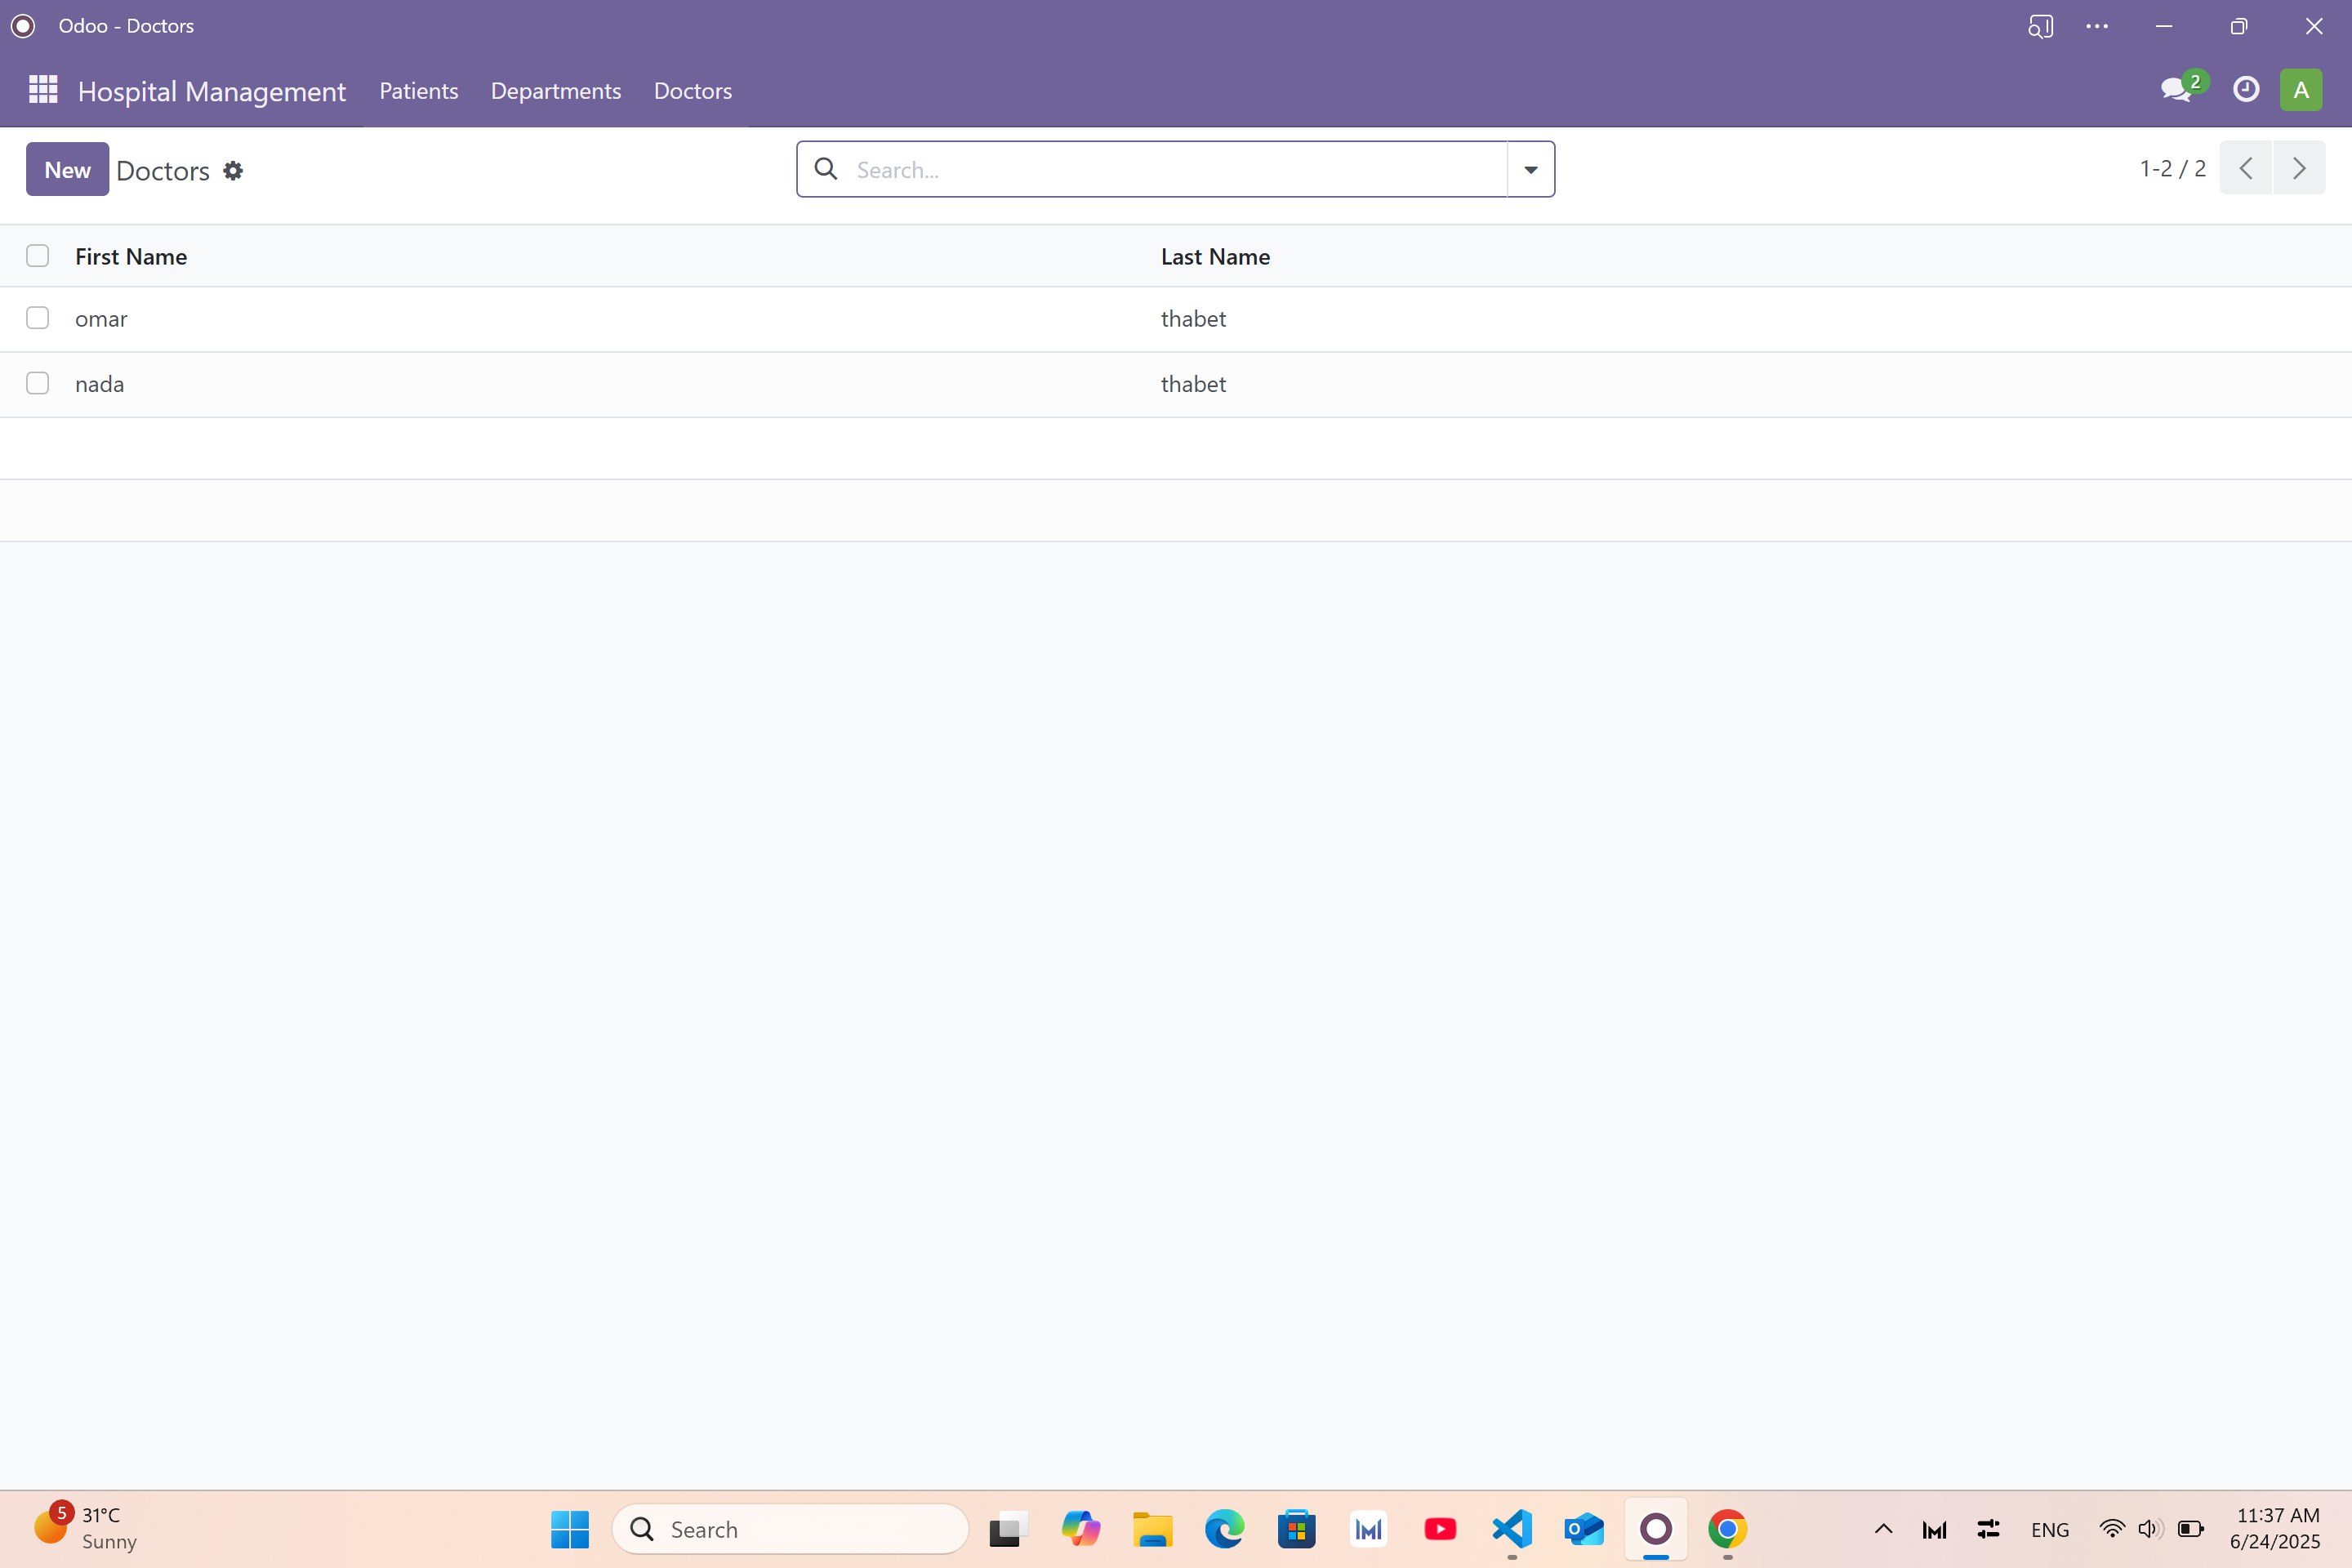 Odoo - Doctors
Hospital Management Patients Departments Doctors 2 A
New Doctors Search... 1-2 / 2
First Name Last Name
omar thabet
nada thabet
5 31°C
Sunny
Search
ENG
11:37 AM
6/24/2025